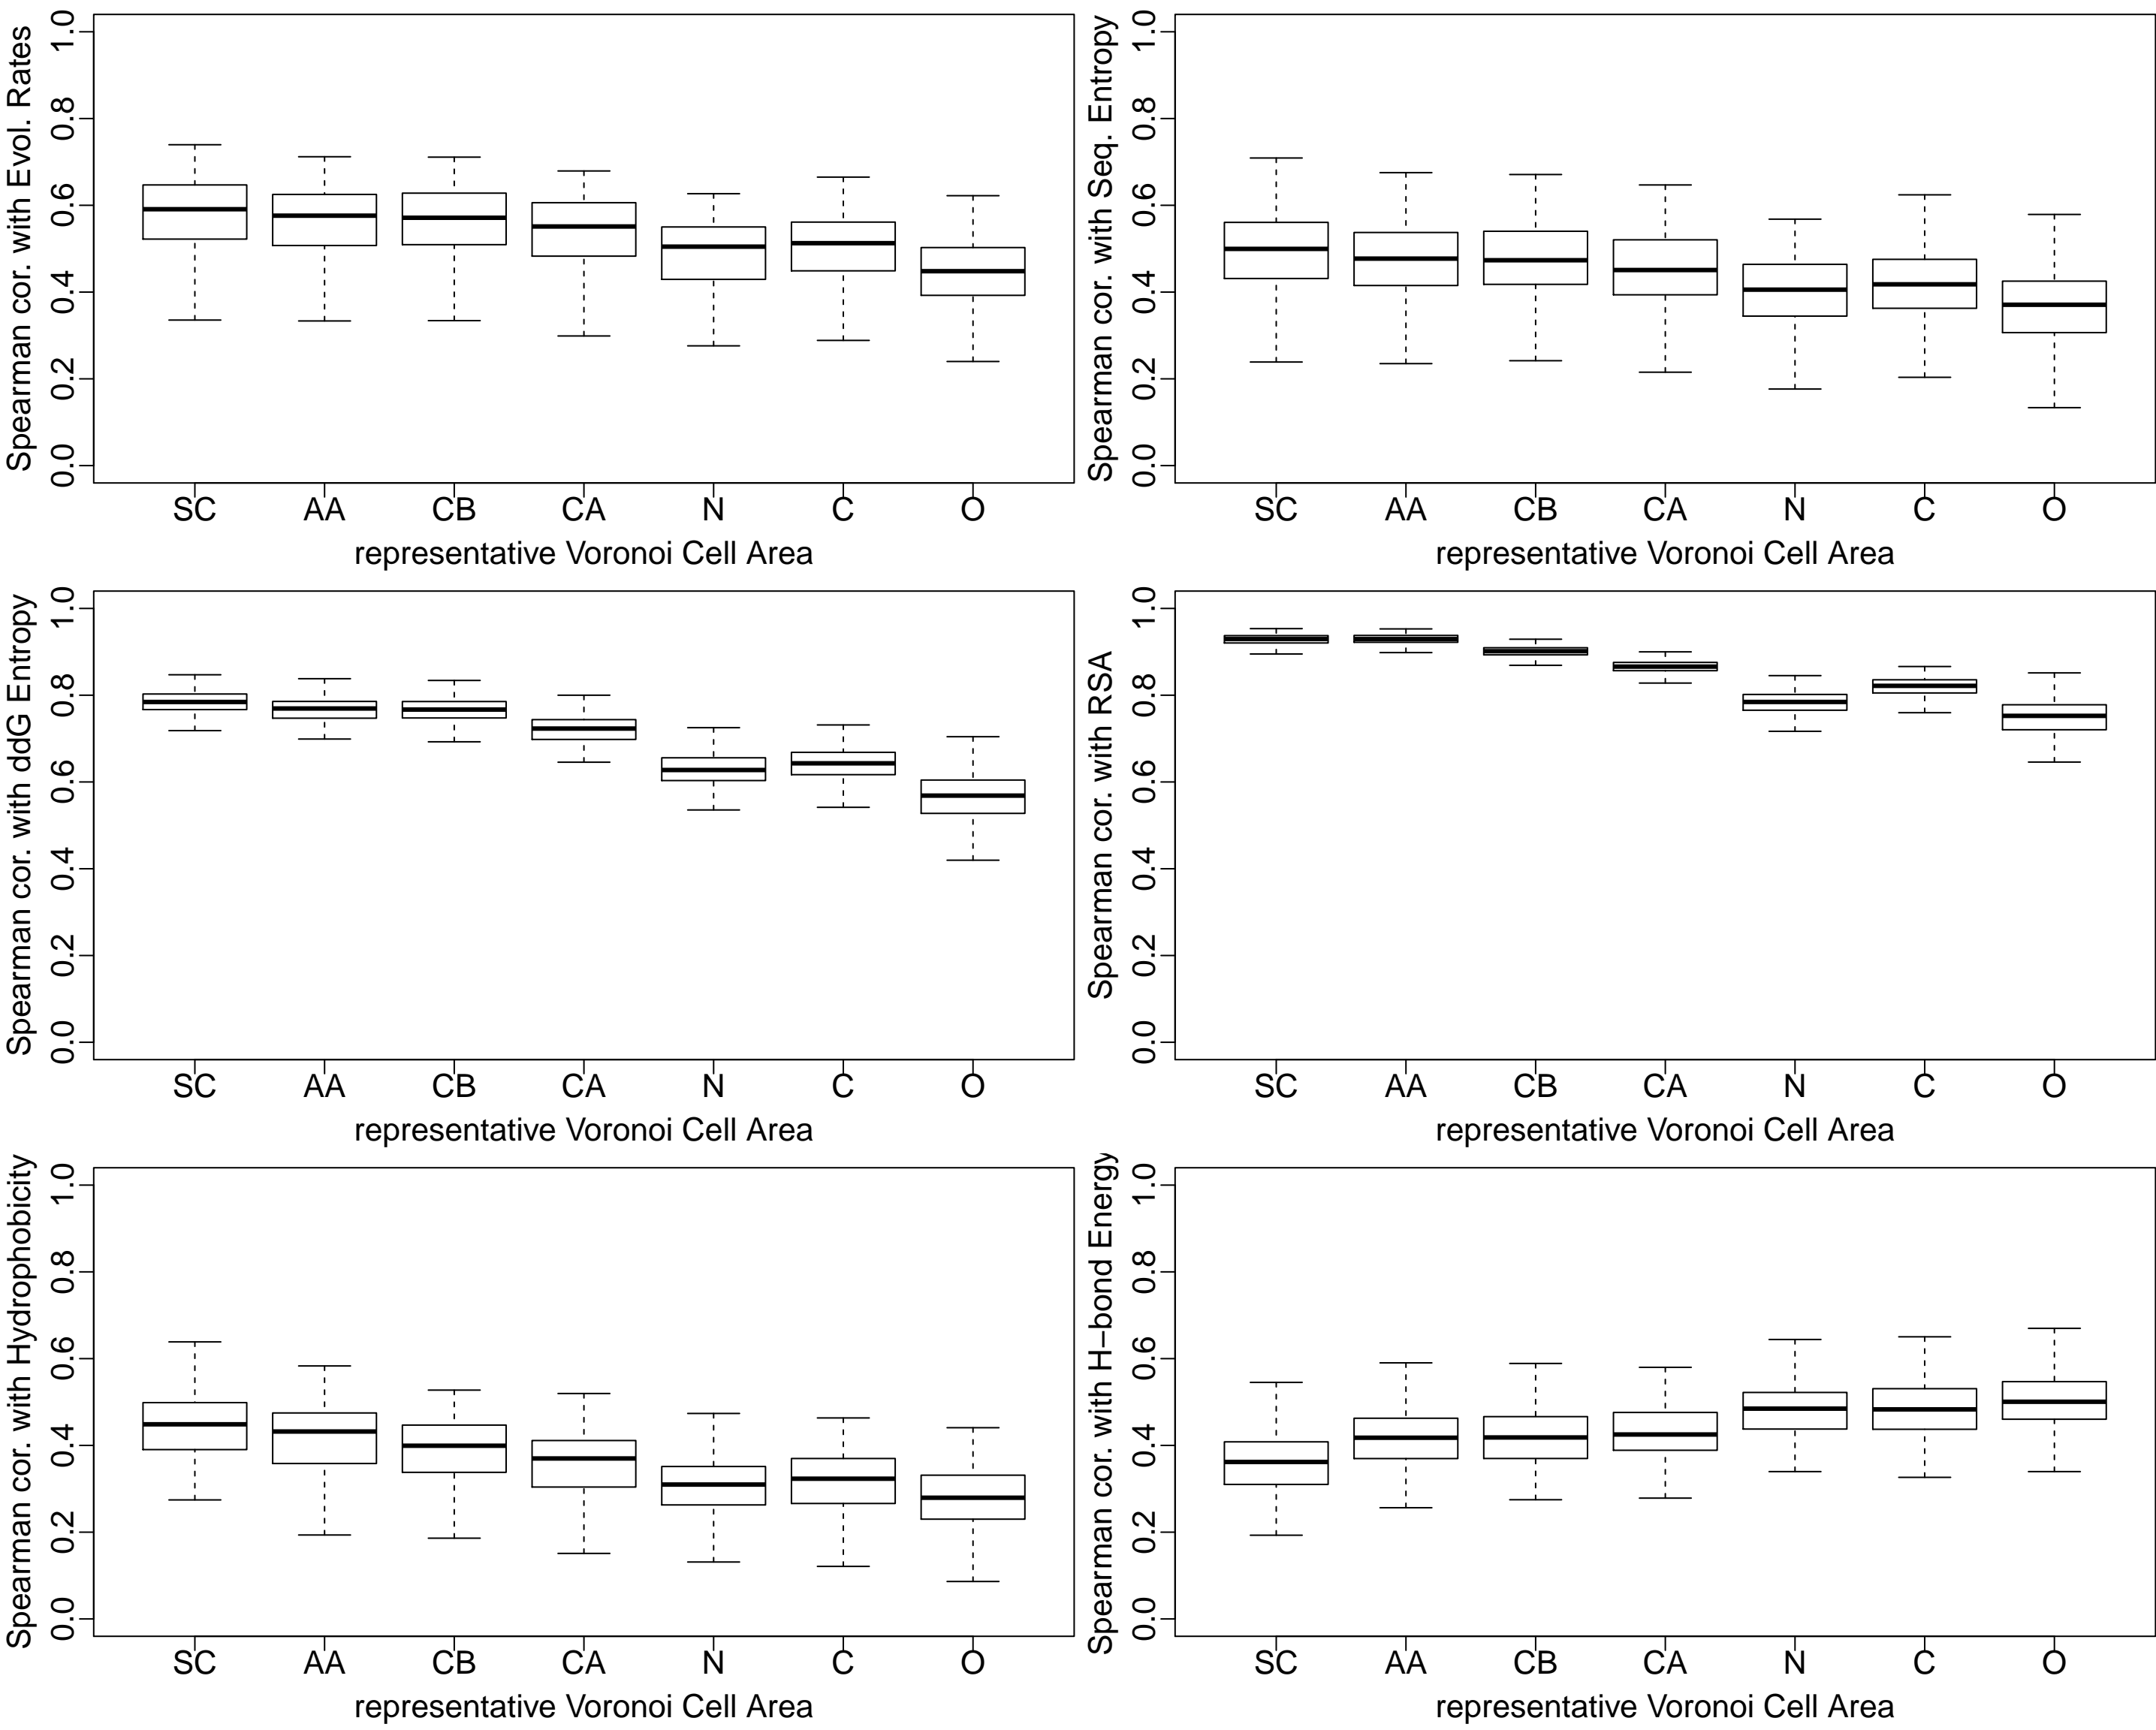 Spearman cor. with Evol. Rates
1.0
0.8
0.6
0.4
0.2
0.0
SC AA CB CA N C O
representative Voronoi Cell Area
Spearman cor. with Seq. Entropy
1.0
0.8
0.6
0.4
0.2
0.0
SC AA CB CA N C O
representative Voronoi Cell Area
Spearman cor. with ddG Entropy
1.0
0.8
0.6
0.4
0.2
0.0
SC AA CB CA N C O
representative Voronoi Cell Area
Spearman cor. with RSA
1.0
0.8
0.6
0.4
0.2
0.0
SC AA CB CA N C O
representative Voronoi Cell Area
Spearman cor. with Hydrophobicity
1.0
0.8
0.6
0.4
0.2
0.0
SC AA CB CA N C O
representative Voronoi Cell Area
Spearman cor. with H−bond Energy
1.0
0.8
0.6
0.4
0.2
0.0
SC AA CB CA N C O
representative Voronoi Cell Area